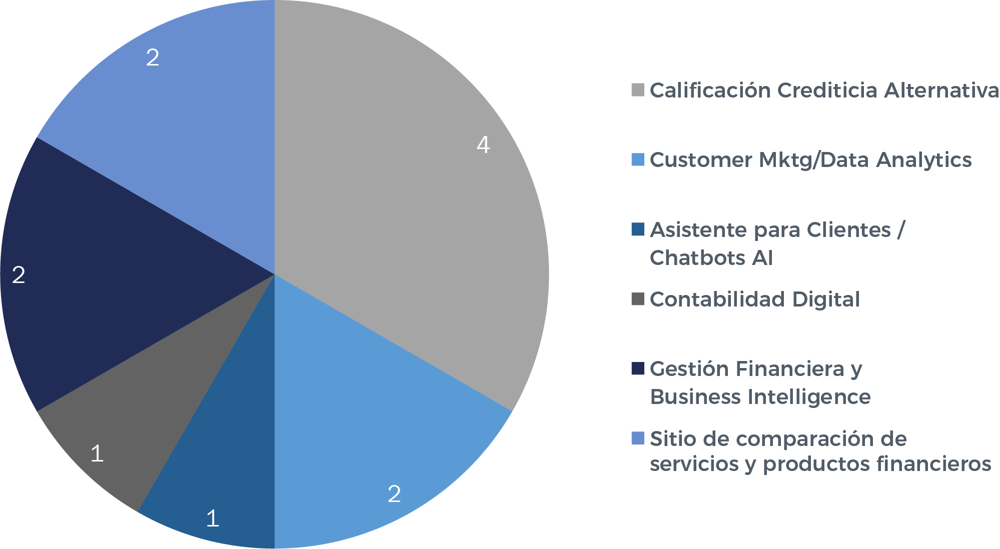 2
4
2
1
1
2
Calificación Crediticia Alternativa
Customer Mktg/Data Analytics
Asistente para Clientes /
Chatbots AI
Contabilidad Digital
Gestión Financiera y
Business Intelligence
Sitio de comparación de
servicios y productos financieros